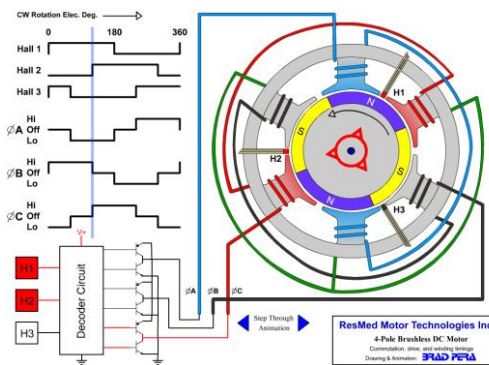 CW Rotation Elec. Deg.
0 180 360
Hall 1
Hall 2
Hall 3
Hi
ØA Off
Lo
Hi
ØB Off
Lo
Hi
ØC Off
Lo
V+
H1
H2
H3
Decoder Circuit
ØA ØB ØC
Step Through
Animation
H1
H2
H3
N
S
S
N
ResMed Motor Technologies Inc
4-Pole Brushless DC Motor
Commutation, drive, and winding timings
Drawing & Animation: BRAD PERA